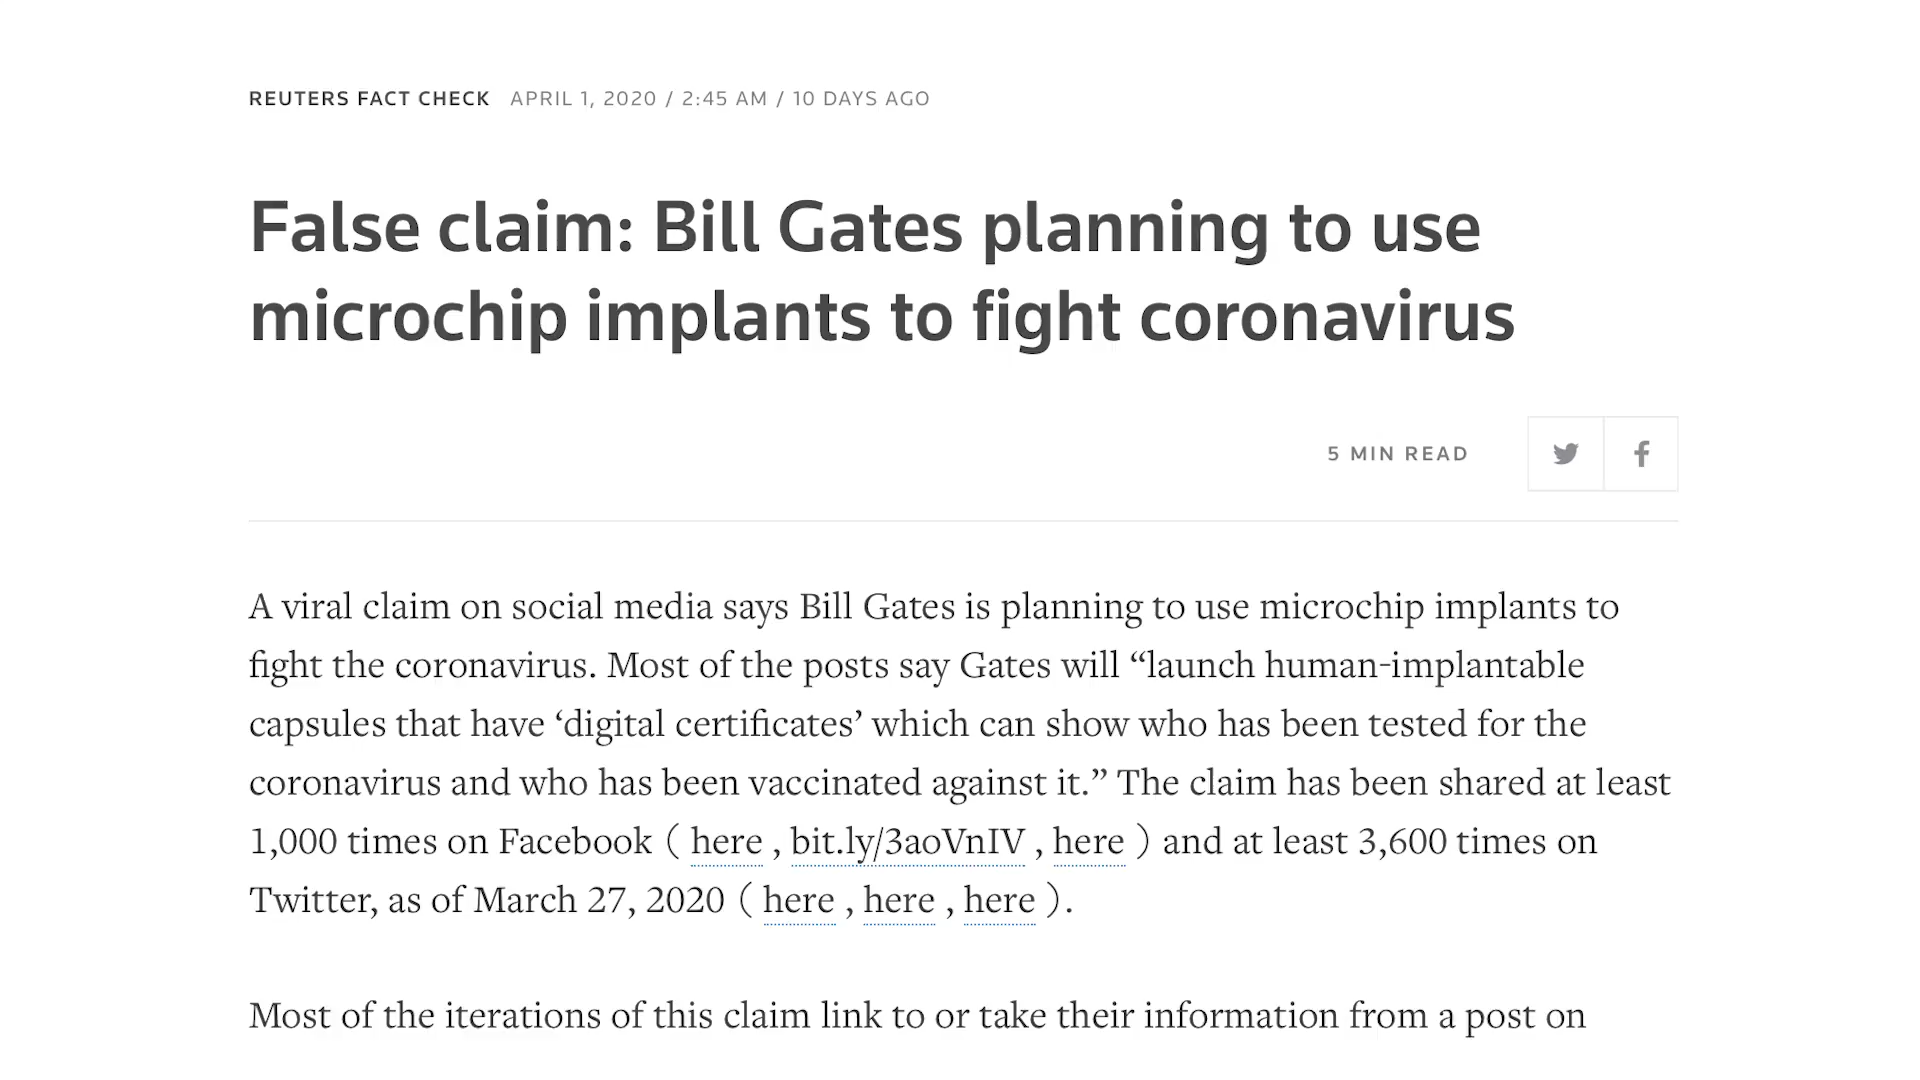 REUTERS FACT CHECK APRIL 1, 2020 / 2:45 AM / 10 DAYS AGO
False claim: Bill Gates planning to use
microchip implants to fight coronavirus
5 MIN READ
A viral claim on social media says Bill Gates is planning to use microchip implants to
fight the coronavirus. Most of the posts say Gates will “launch human-implantable
capsules that have ‘digital certificates’ which can show who has been tested for the
coronavirus and who has been vaccinated against it.” The claim has been shared at least
1,000 times on Facebook ( here , bit.ly/3aoVnIV , here ) and at least 3,600 times on
Twitter, as of March 27, 2020 ( here , here , here ).
Most of the iterations of this claim link to or take their information from a post on